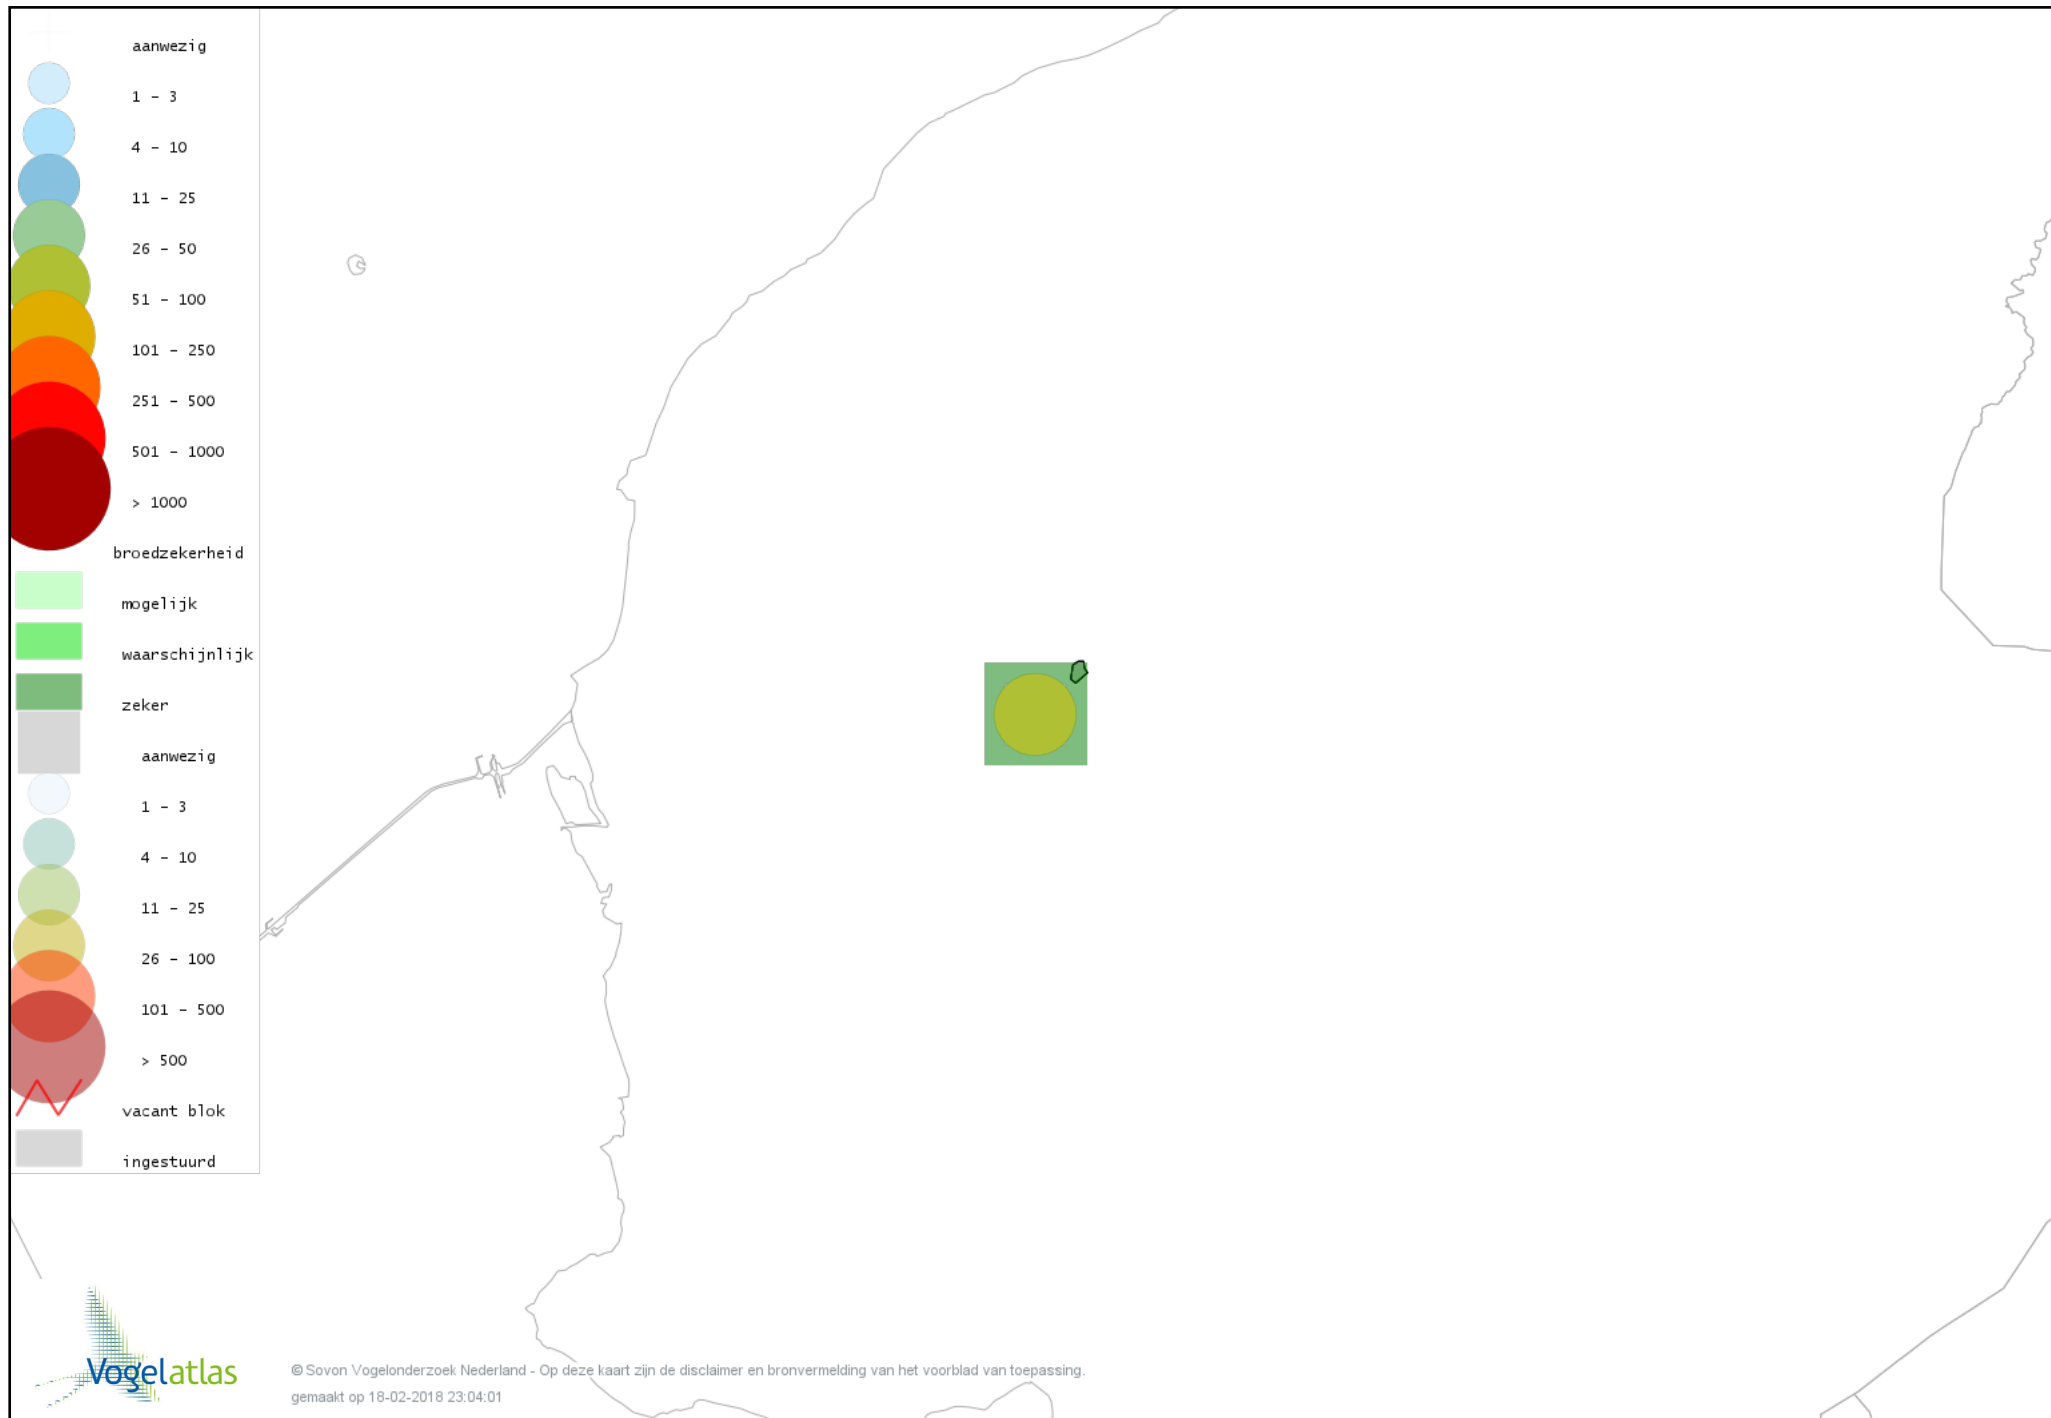 aanwezig
1 - 3
4 - 10
11 - 25
26 - 50
51 - 100
101 - 250
251 - 500
501 - 1000
> 1000
broedzekerheid
mogelijk
waarschijnlijk
zeker
aanwezig
1 - 3
4 - 10
11 - 25
26 - 100
101 - 500
> 500
vacant blok
ingestuurd
Vogelatlas
© Sovon Vogelonderzoek Nederland - Op deze kaart zijn de disclaimer en bronvermelding van het voorblad van toepassing.
gemaakt op 18-02-2018 23:04:01